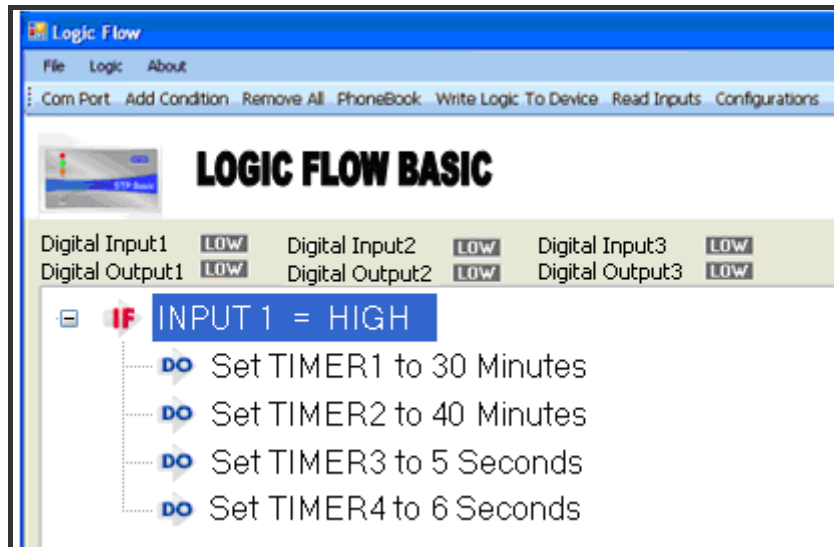 Logic Flow
File Logic About
Com Port Add Condition Remove All PhoneBook Write Logic To Device Read Inputs Configurations
STP Basic
LOGIC FLOW BASIC
Digital Input1 LOW Digital Input2 LOW Digital Input3 LOW
Digital Output1 LOW Digital Output2 LOW Digital Output3 LOW
IF INPUT 1 = HIGH
DO Set TIMER1 to 30 Minutes
DO Set TIMER2 to 40 Minutes
DO Set TIMER3 to 5 Seconds
DO Set TIMER4 to 6 Seconds